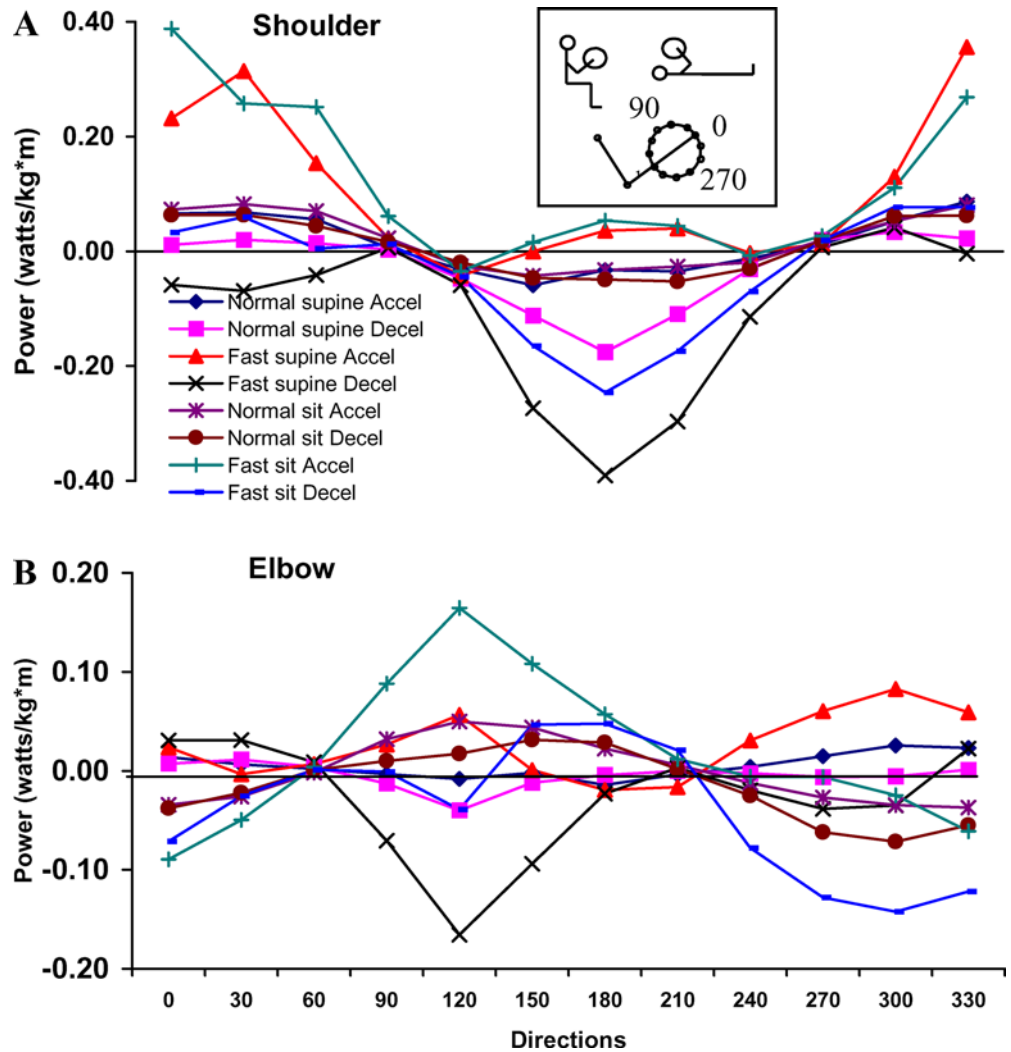 A
Shoulder
0.40
0.20
0.00
-0.20
-0.40
Power (watts/kg*m)
90
0
270
Normal supine Accel
Normal supine Decel
Fast supine Accel
Fast supine Decel
Normal sit Accel
Normal sit Decel
Fast sit Accel
Fast sit Decel
B
Elbow
0.20
0.10
0.00
-0.10
-0.20
Power (watts/kg*m)
0 30 60 90 120 150 180 210 240 270 300 330
Directions